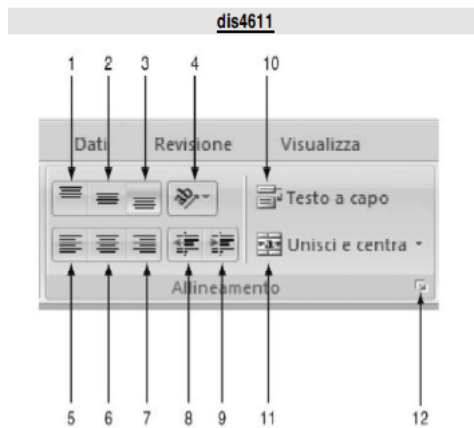 dis4611
1 2 3 4 10
Dati Revisione Visualizza
Testo a capo
Unisci e centra
Allineamento
5 6 7 8 9 11 12